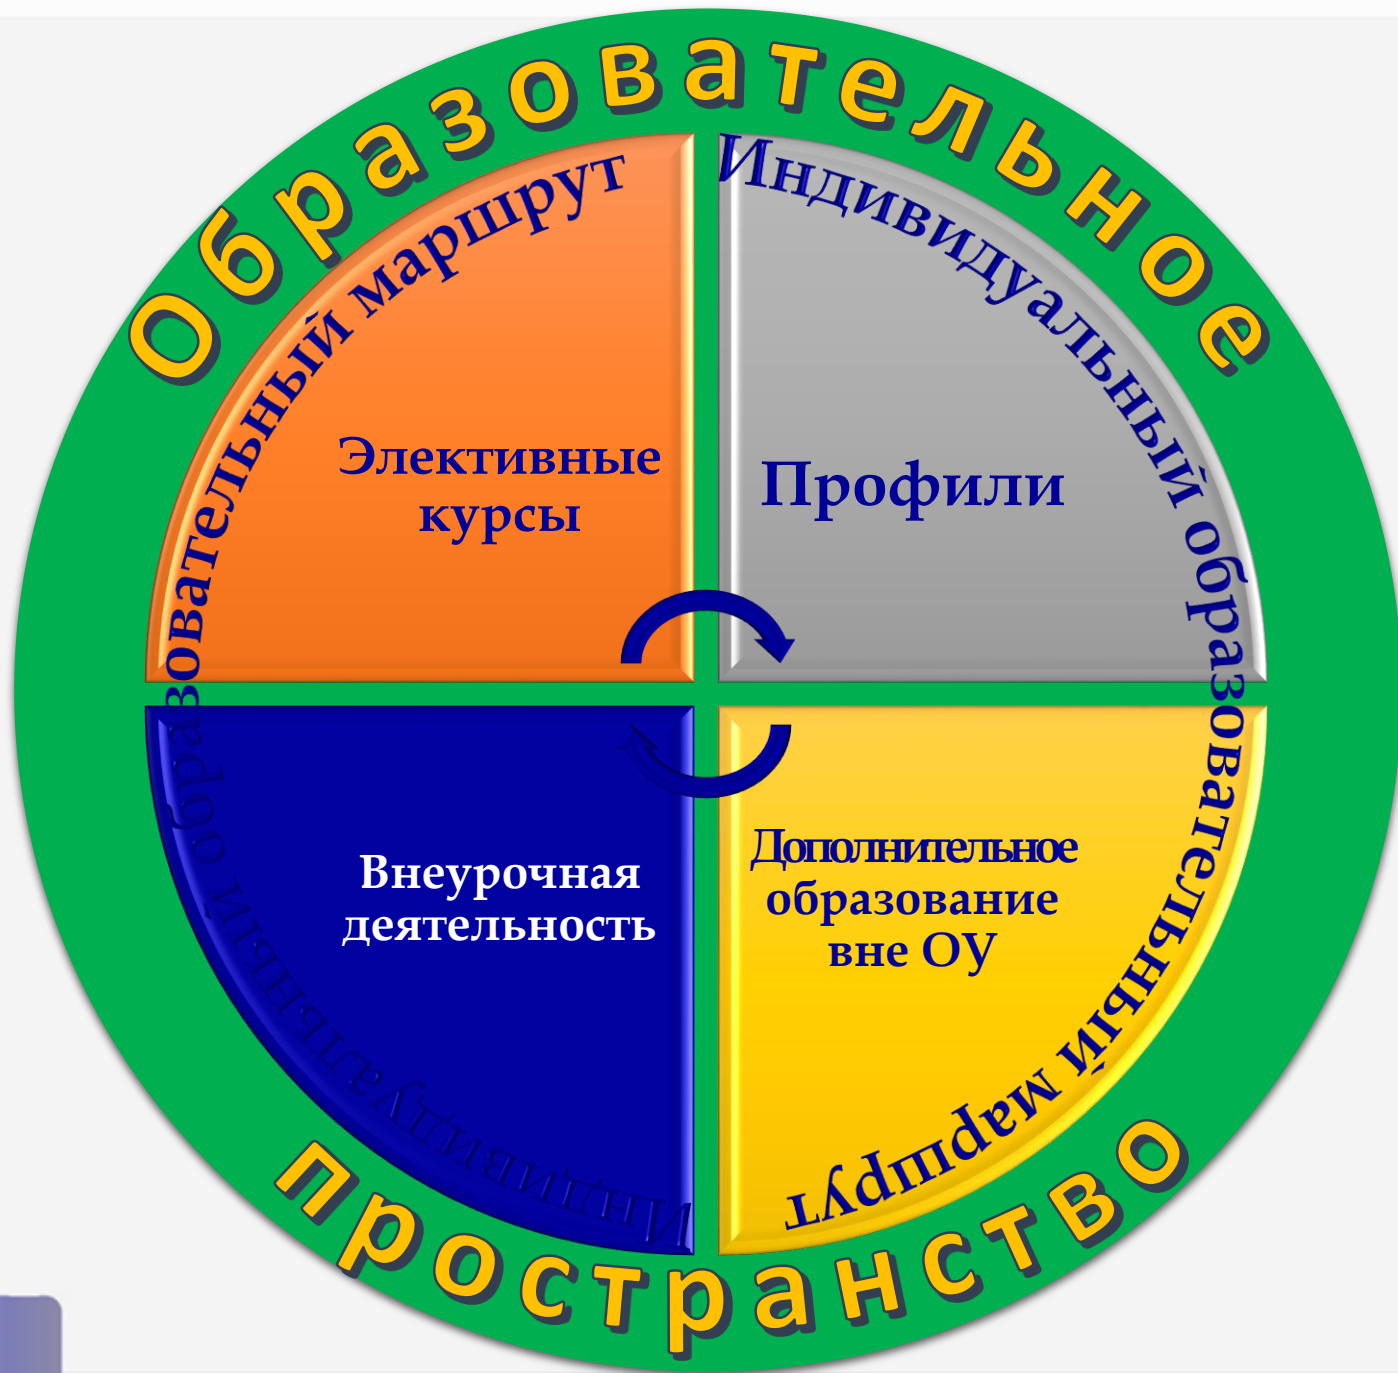 Образовательное
Индивидуальный образовательный маршрут
Индивидуальный образовательный маршрут
Элективные
курсы
Профили
Внеурочная
деятельность
Дополнительное
образование
вне ОУ
пространство